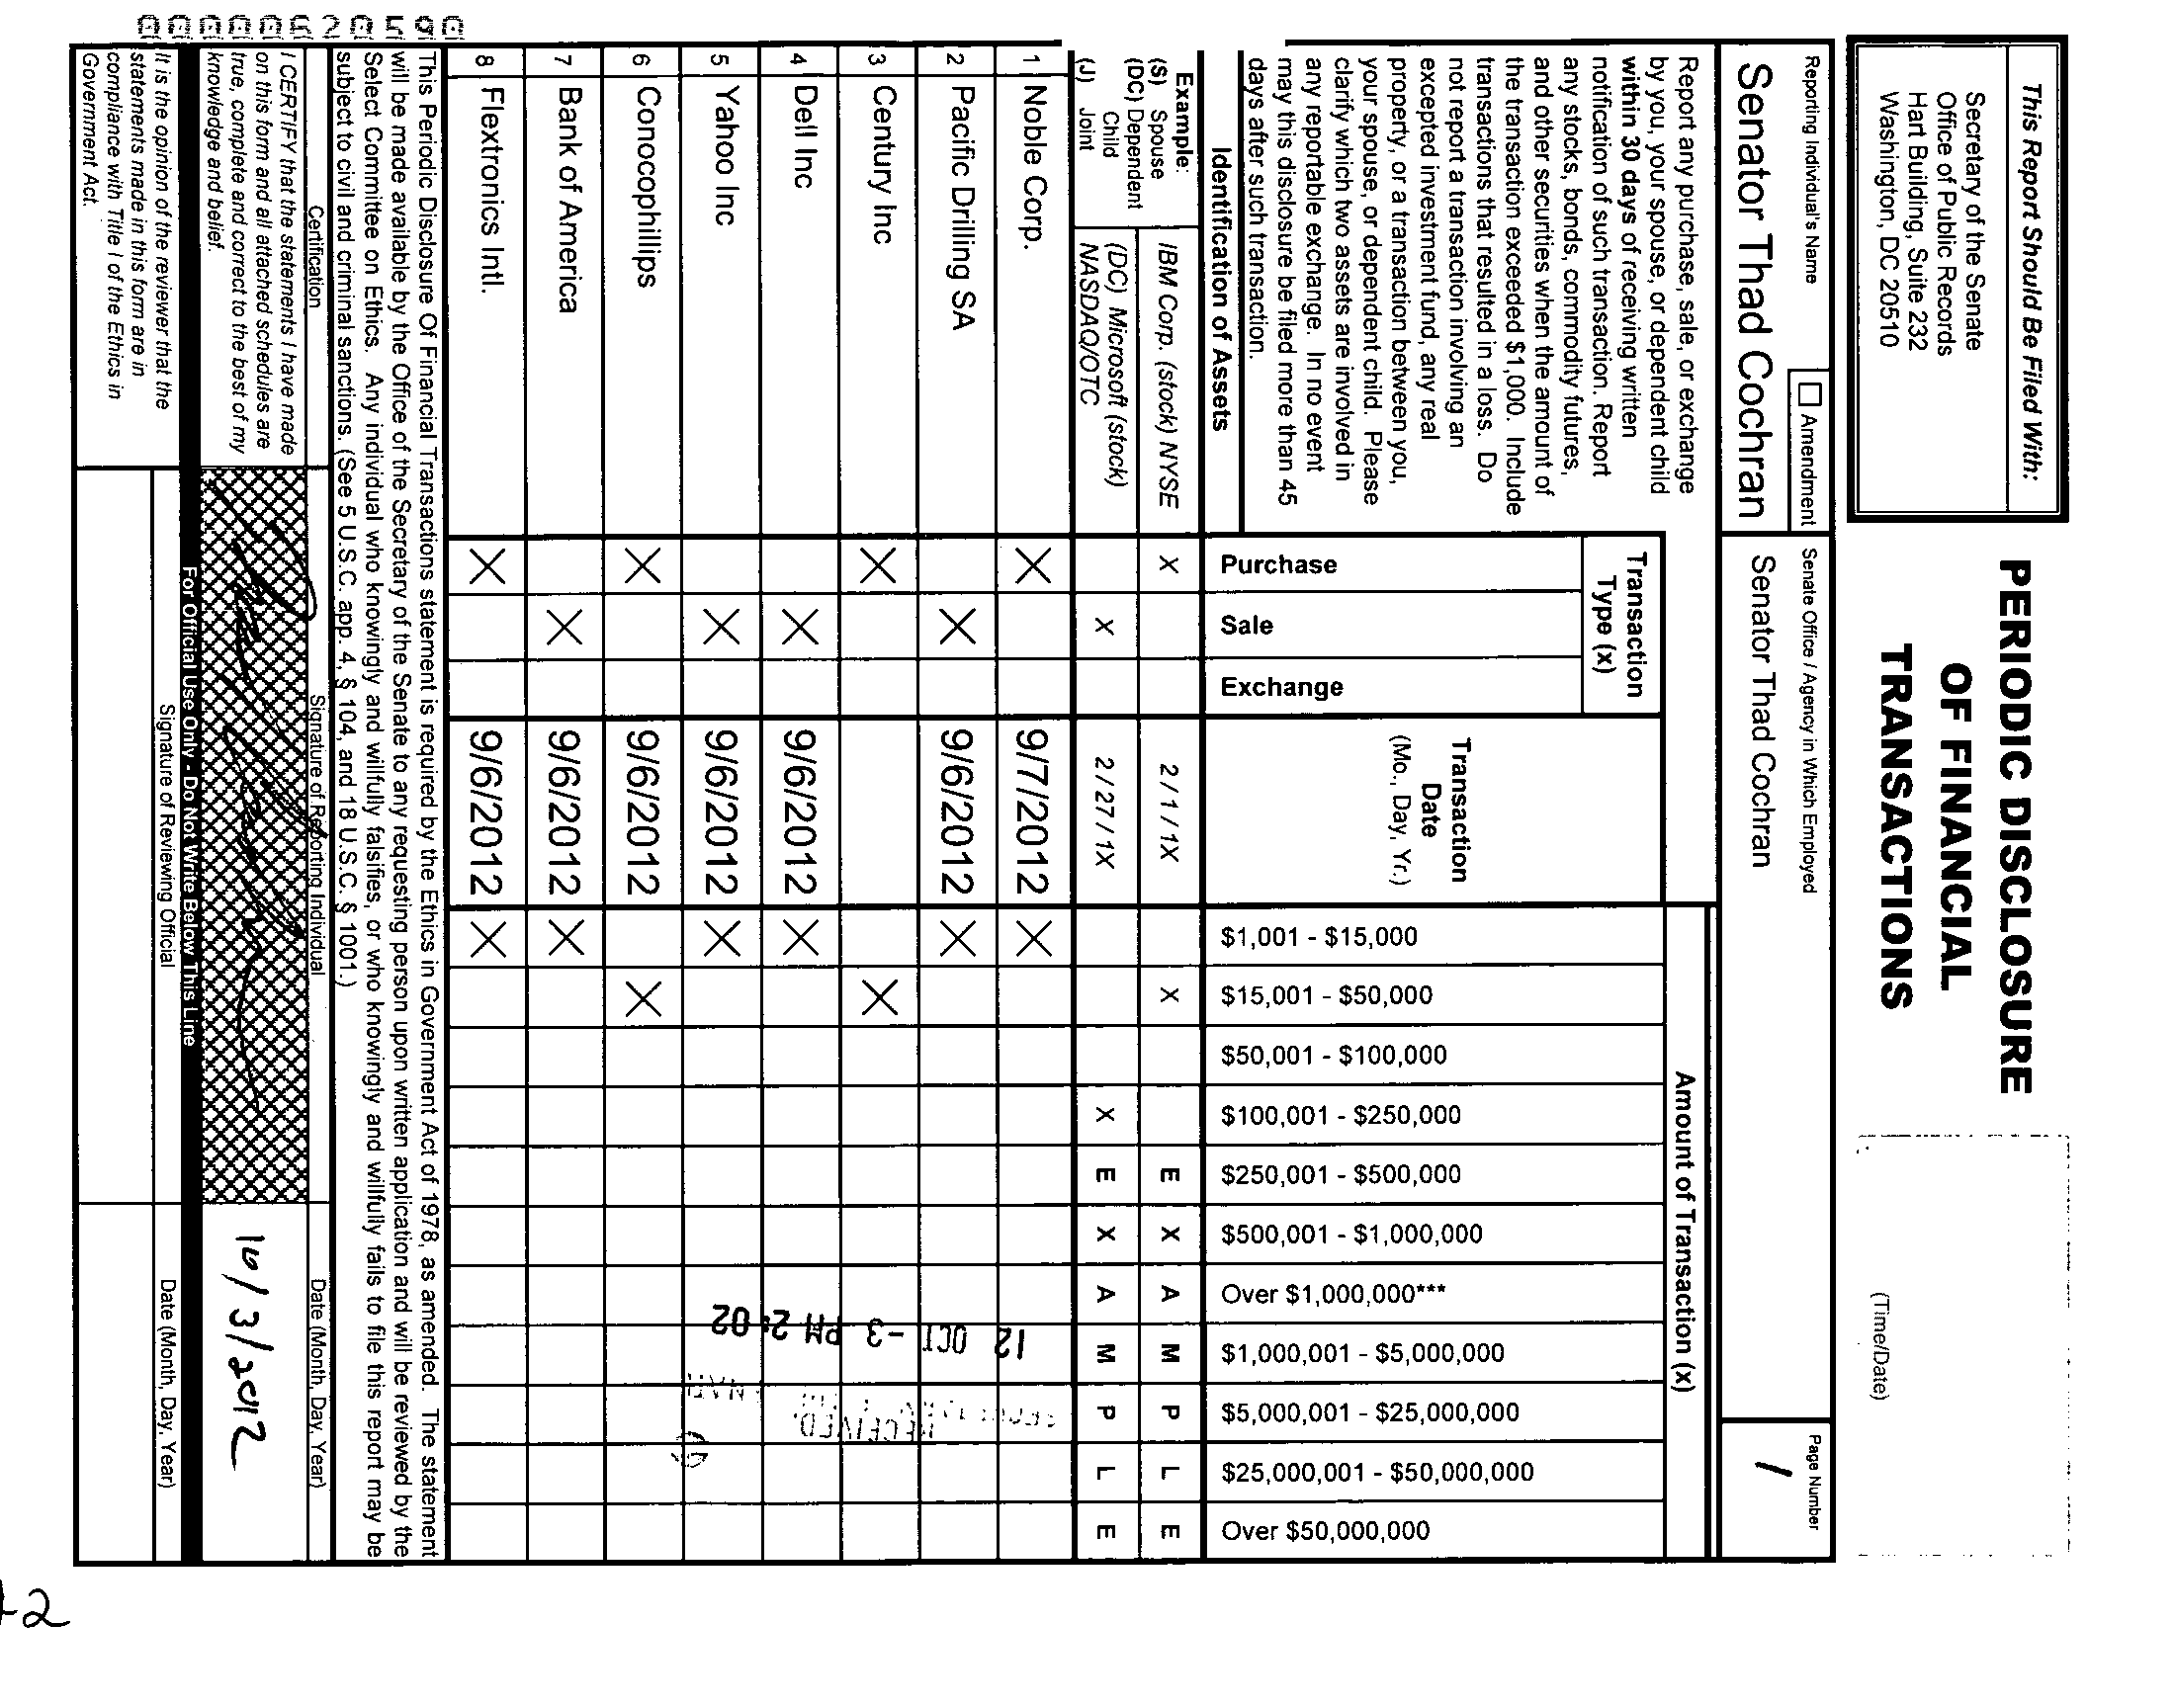 This Report Should Be Filed With:
Secretary of the Senate
Office of Public Records
Hart Building, Suite 232
Washington, DC 20510
PERIODIC DISCLOSURE
OF FINANCIAL
TRANSACTIONS
(Time/Date)
Reporting Individual's Name
Amendment
Senate Office / Agency in Which Employed
Page Number
Senator Thad Cochran
Senator Thad Cochran
1
Report any purchase, sale, or exchange
by you, your spouse, or dependent child
within 30 days of receiving written
notification of such transaction. Report
any stocks, bonds, commodity futures,
and other securities when the amount of
the transaction exceeded $1,000. Include
transactions that resulted in a loss. Do
not report a transaction involving an
excepted investment fund, any real
property, or a transaction between you,
your spouse, or dependent child. Please
clarify which two assets are involved in
any reportable exchange. In no event
may this disclosure be filed more than 45
days after such transaction.
Identification of Assets
Transaction
Type (x)
Purchase
Sale
Exchange
Transaction
Date
(Mo., Day, Yr.)
Amount of Transaction (x)
$1,001 - $15,000
$15,001 - $50,000
$50,001 - $100,000
$100,001 - $250,000
$250,001 - $500,000
$500,001 - $1,000,000
Over $1,000,000***
$1,000,001 - $5,000,000
$5,000,001 - $25,000,000
$25,000,001 - $50,000,000
Over $50,000,000
Example:
(S) Spouse
(DC) Dependent
Child
(J) Joint
IBM Corp. (stock) NYSE X 2 / 1 / 1X X E X A M P L E
(DC) Microsoft (stock)
NASDAQ/OTC X 2 / 27 / 1X X E X A M P L E
1 Noble Corp. X 9/7/2012 X
2 Pacific Drilling SA X 9/6/2012 X
3 Century Inc X X
4 Dell Inc X 9/6/2012 X
5 Yahoo Inc X 9/6/2012 X
6 Conocophillips X 9/6/2012 X
7 Bank of America X 9/6/2012 X
8 Flextronics Intl. X 9/6/2012 X
12 OCT -3 PM 2:02
RECEIVED
This Periodic Disclosure Of Financial Transactions statement is required by the Ethics in Government Act of 1978, as amended. The statement
will be made available by the Office of the Secretary of the Senate to any requesting person upon written application and will be reviewed by the
Select Committee on Ethics. Any individual who knowingly and willfully falsifies, or who knowingly and willfully fails to file this report may be
subject to civil and criminal sanctions. (See 5 U.S.C. app. 4, § 104, and 18 U.S.C. § 1001.)
Certification
Signature of Reporting Individual
Date (Month, Day, Year)
I CERTIFY that the statements I have made
on this form and all attached schedules are
true, complete and correct to the best of my
knowledge and belief.
10/3/2012
For Official Use Only - Do Not Write Below This Line
It is the opinion of the reviewer that the
statements made in this form are in
compliance with Title I of the Ethics in
Government Act.
Signature of Reviewing Official
Date (Month, Day, Year)